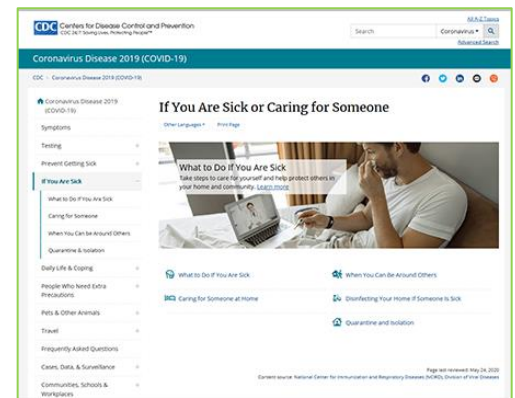 All A-Z Topics
CDC Centers for Disease Control and Prevention
CDC 24/7: Saving Lives, Protecting People™
Search
Coronavirus
Advanced Search
Coronavirus Disease 2019 (COVID-19)
CDC > Coronavirus Disease 2019 (COVID-19)
Coronavirus Disease 2019
(COVID-19)
Symptoms
Testing
Prevent Getting Sick
If You Are Sick
What to Do If You Are Sick
Caring for Someone
When You Can be Around Others
Quarantine & Isolation
Daily Life & Coping
People Who Need Extra
Precautions
Pets & Other Animals
Travel
Frequently Asked Questions
Cases, Data, & Surveillance
Communities, Schools &
Workplaces
If You Are Sick or Caring for Someone
Other Languages
Print Page
What to Do If You Are Sick
Take steps to care for yourself and help protect others in
your home and community. Learn more
What to Do If You Are Sick
When You Can Be Around Others
Caring for Someone at Home
Disinfecting Your Home If Someone Is Sick
Quarantine and Isolation
Page last reviewed: May 24, 2020
Content source: National Center for Immunization and Respiratory Diseases (NCIRD), Division of Viral Diseases